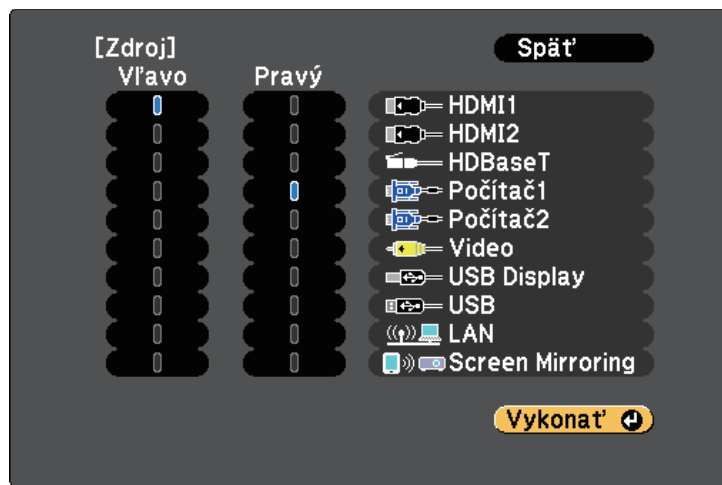 [Zdroj]
Späť
Vľavo Pravý
HDMI1
HDMI2
HDBaseT
Počítač1
Počítač2
Video
USB Display
USB
LAN
Screen Mirroring
Vykonať